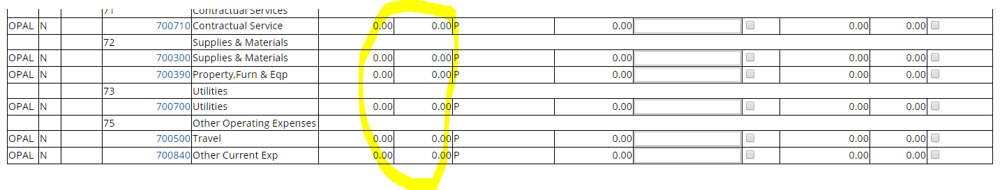 71 Contractual Services
OPAL N 700710 Contractual Service 0.00 0.00 P 0.00 0.00 0.00
72 Supplies & Materials
OPAL N 700300 Supplies & Materials 0.00 0.00 P 0.00 0.00 0.00
OPAL N 700390 Property,Furn & Eqp 0.00 0.00 P 0.00 0.00 0.00
73 Utilities
OPAL N 700700 Utilities 0.00 0.00 P 0.00 0.00 0.00
75 Other Operating Expenses
OPAL N 700500 Travel 0.00 0.00 P 0.00 0.00 0.00
OPAL N 700840 Other Current Exp 0.00 0.00 P 0.00 0.00 0.00